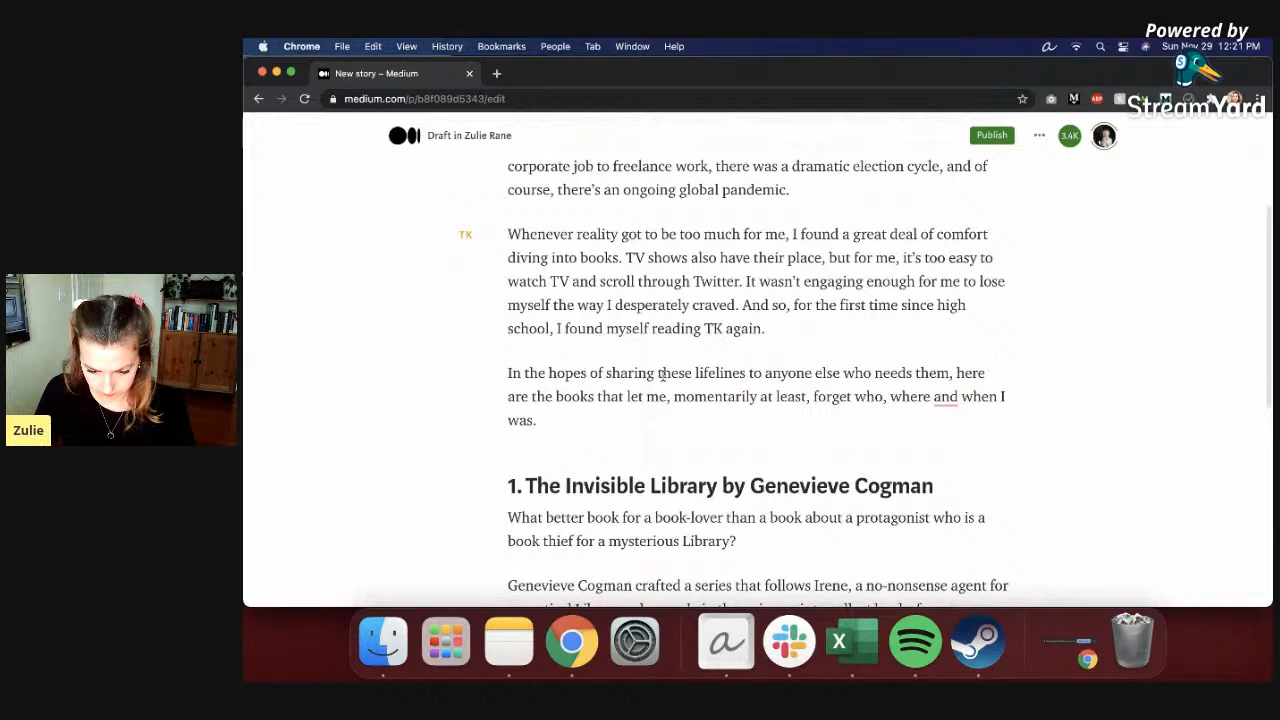 Powered by
StreamYard
Chrome File Edit View History Bookmarks People Tab Window Help
Sun Nov 29 12:21 PM
New story – Medium
medium.com/p/b8f089d5343/edit
ABP
Draft in Zulie Rane
Publish
3.4K
corporate job to freelance work, there was a dramatic election cycle, and of
course, there's an ongoing global pandemic.
TK
Whenever reality got to be too much for me, I found a great deal of comfort
diving into books. TV shows also have their place, but for me, it's too easy to
watch TV and scroll through Twitter. It wasn't engaging enough for me to lose
myself the way I desperately craved. And so, for the first time since high
school, I found myself reading TK again.
In the hopes of sharing these lifelines to anyone else who needs them, here
are the books that let me, momentarily at least, forget who, where and when I
was.
1. The Invisible Library by Genevieve Cogman
What better book for a book-lover than a book about a protagonist who is a
book thief for a mysterious Library?
Genevieve Cogman crafted a series that follows Irene, a no-nonsense agent for
Zulie